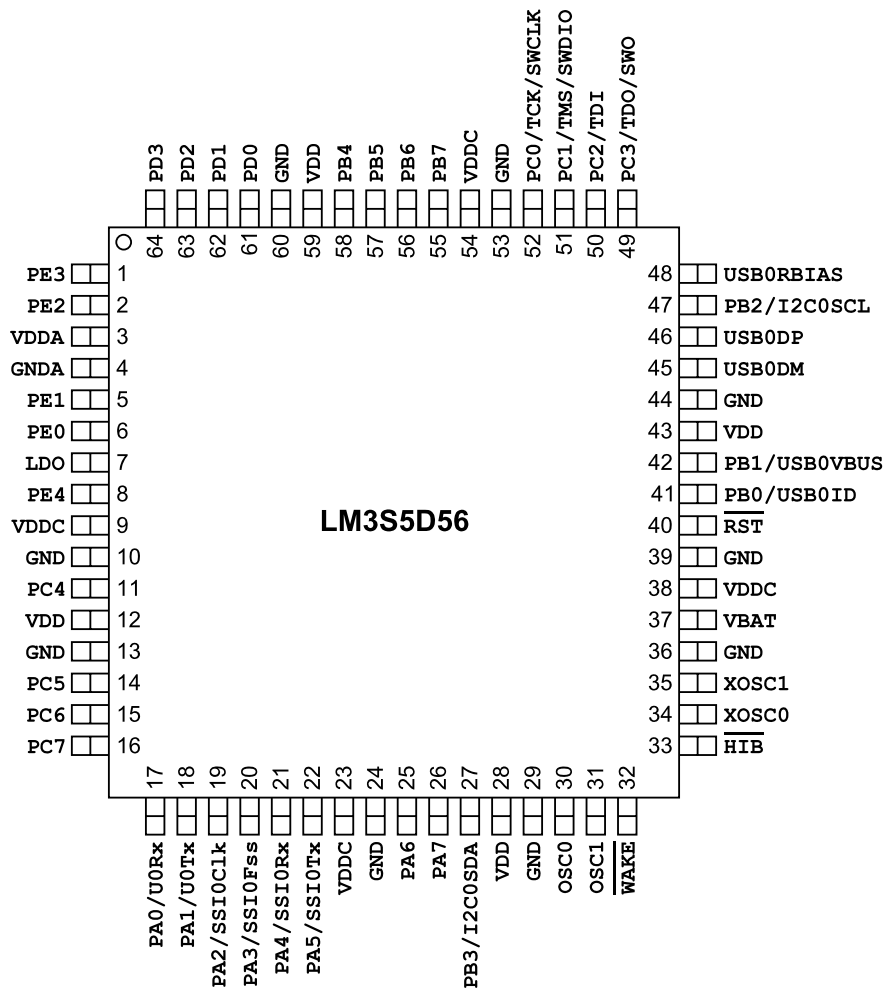 PD3
PD2
PD1
PD0
GND
VDD
PB4
PB5
PB6
PB7
VDDC
GND
PC0/TCK/SWCLK
PC1/TMS/SWDIO
PC2/TDI
PC3/TDO/SWO
64
63
62
61
60
59
58
57
56
55
54
53
52
51
50
49
PE3 1
PE2 2
VDDA 3
GNDA 4
PE1 5
PE0 6
LDO 7
PE4 8
VDDC 9
GND 10
PC4 11
VDD 12
GND 13
PC5 14
PC6 15
PC7 16
LM3S5D56
48 USB0RBIAS
47 PB2/I2C0SCL
46 USB0DP
45 USB0DM
44 GND
43 VDD
42 PB1/USB0VBUS
41 PB0/USB0ID
40 RST
39 GND
38 VDDC
37 VBAT
36 GND
35 XOSC1
34 XOSC0
33 HIB
17
18
19
20
21
22
23
24
25
26
27
28
29
30
31
32
PA0/U0Rx
PA1/U0Tx
PA2/SSI0Clk
PA3/SSI0Fss
PA4/SSI0Rx
PA5/SSI0Tx
VDDC
GND
PA6
PA7
PB3/I2C0SDA
VDD
GND
OSC0
OSC1
WAKE